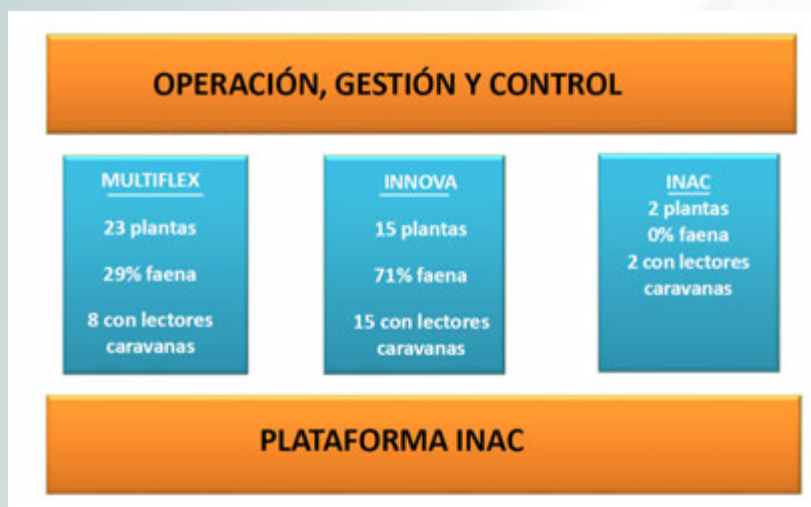 OPERACIÓN, GESTIÓN Y CONTROL
MULTIFLEX
23 plantas
29% faena
8 con lectores
caravanas
INNOVA
15 plantas
71% faena
15 con lectores
caravanas
INAC
2 plantas
0% faena
2 con lectores
caravanas
PLATAFORMA INAC